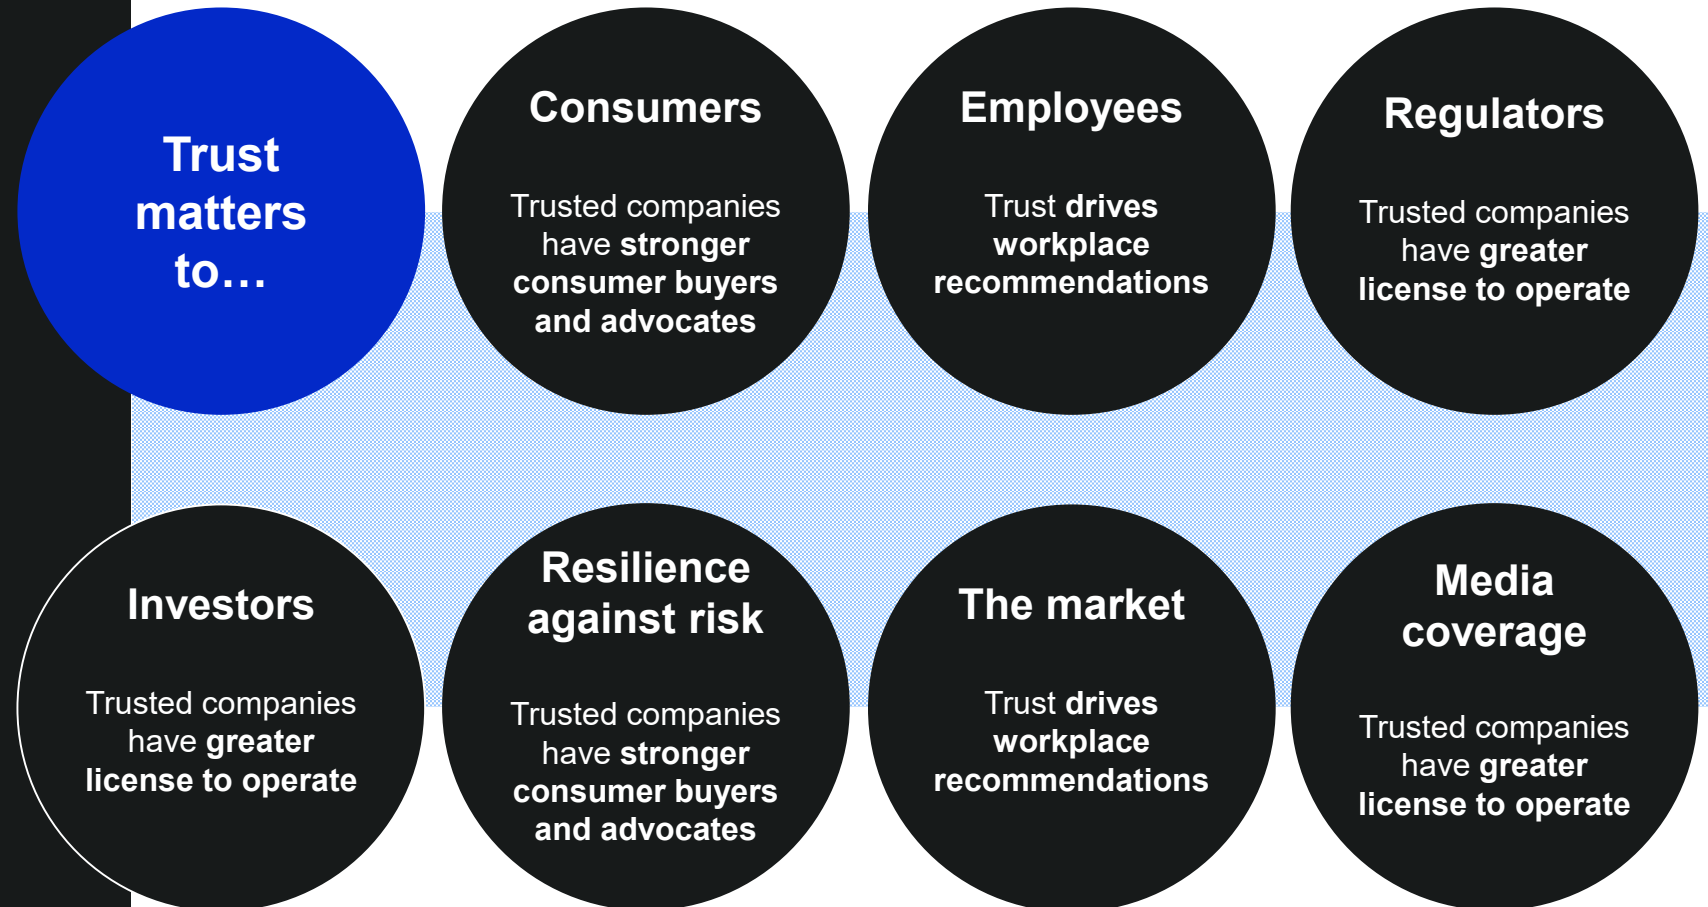 Trust
matters
to…
Consumers
Trusted companies
have stronger
consumer buyers
and advocates
Employees
Trust drives
workplace
recommendations
Regulators
Trusted companies
have greater
license to operate
Investors
Trusted companies
have greater
license to operate
Resilience
against risk
Trusted companies
have stronger
consumer buyers
and advocates
The market
Trust drives
workplace
recommendations
Media
coverage
Trusted companies
have greater
license to operate